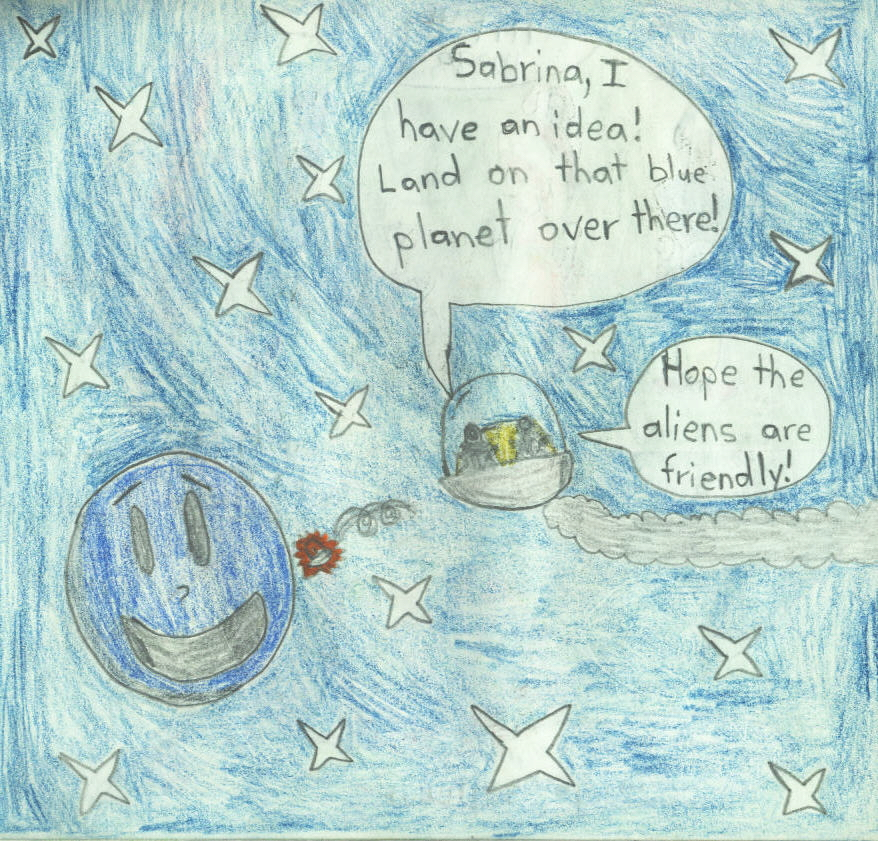 Sabrina, I
have an idea!
Land on that blue
planet over there!
Hope the
aliens are
friendly!